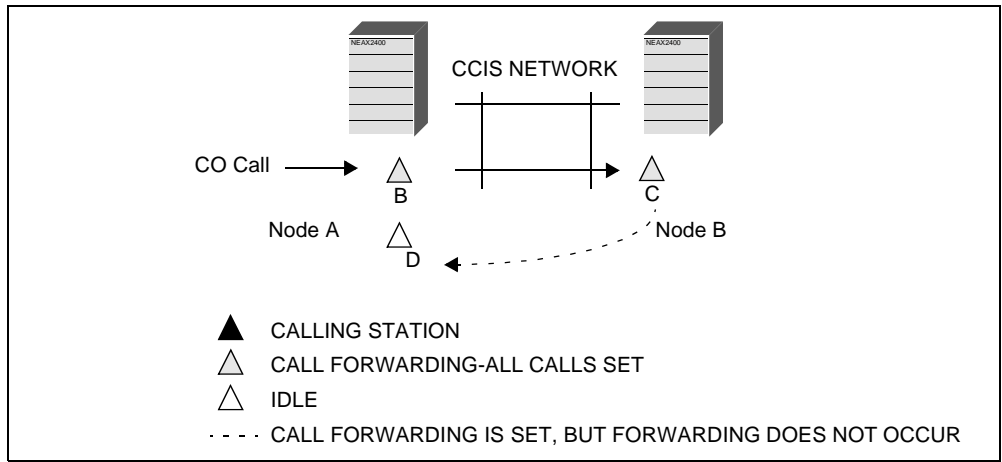 NEAX2400
NEAX2400
CCIS NETWORK
CO Call
B
C
Node A
Node B
D
CALLING STATION
CALL FORWARDING-ALL CALLS SET
IDLE
CALL FORWARDING IS SET, BUT FORWARDING DOES NOT OCCUR